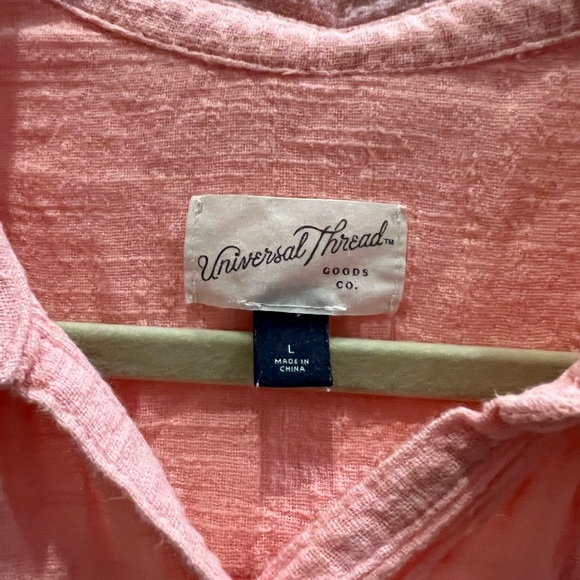 Universal Thread™
GOODS
CO.
L
MADE IN
CHINA